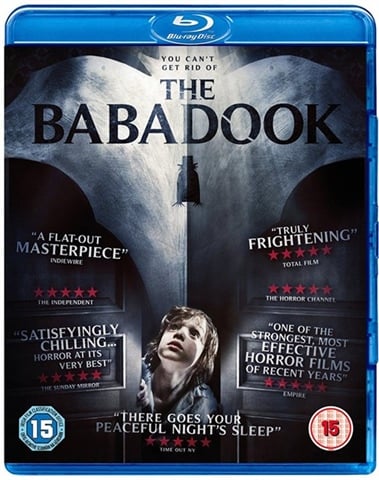 Blu-ray Disc
YOU CAN'T
GET RID OF
THE
BABADOOK
"A FLAT-OUT
MASTERPIECE"
INDIEWIRE
★★★★★
THE INDEPENDENT
"SATISFYINGLY
CHILLING...
HORROR AT ITS
VERY BEST"
★★★★★
THE SUNDAY MIRROR
"TRULY
FRIGHTENING"
★★★★★
TOTAL FILM
★★★★★
THE HORROR CHANNEL
"ONE OF THE
STRONGEST, MOST
EFFECTIVE
HORROR FILMS
OF RECENT YEARS"
★★★★★
EMPIRE
"THERE GOES YOUR
PEACEFUL NIGHT'S SLEEP"
★★★★★
TIME OUT NY
15
15